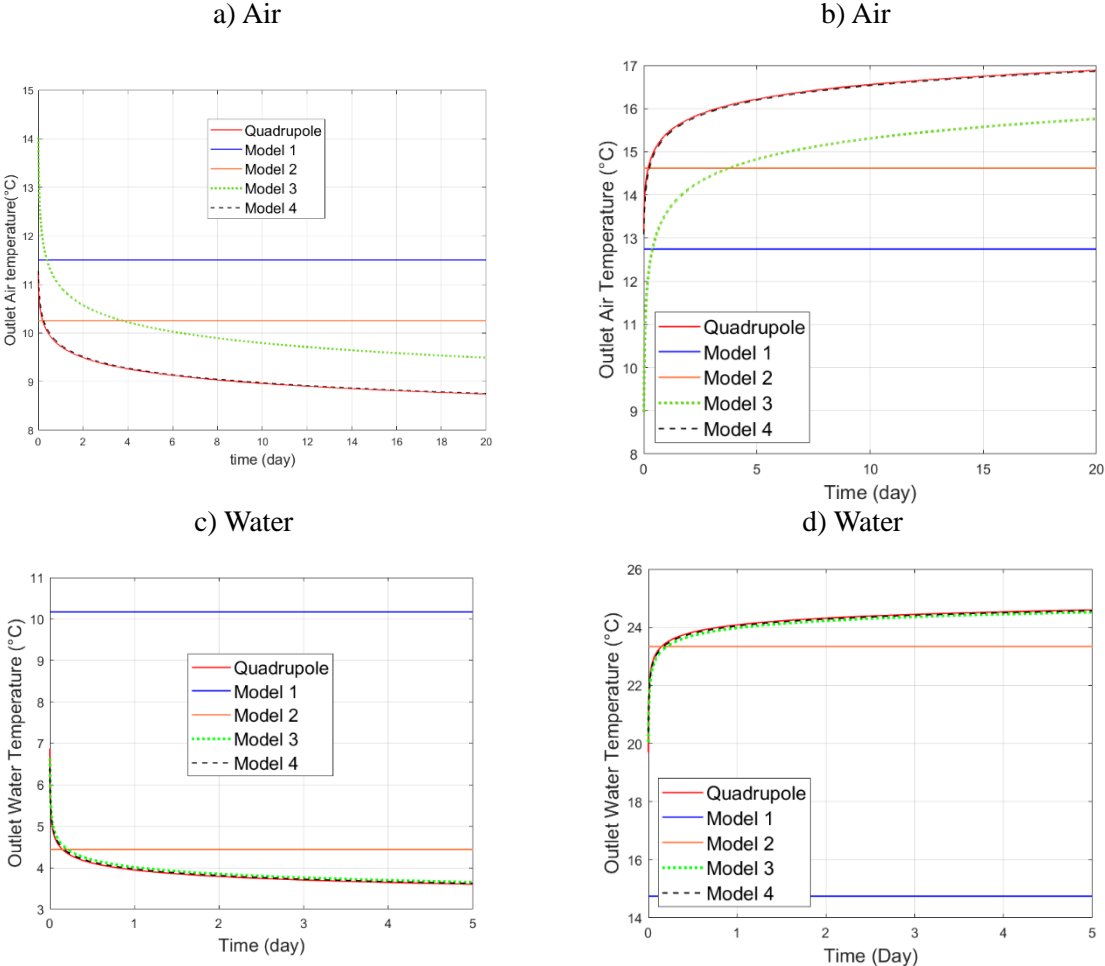 a) Air
b) Air
15
14
13
12
11
10
9
8
0 2 4 6 8 10 12 14 16 18 20
Outlet Air temperature(°C)
time (day)
Quadrupole
Model 1
Model 2
Model 3
Model 4
17
16
15
14
13
12
11
10
9
8
0 5 10 15 20
Outlet Air Temperature (°C)
Time (day)
Quadrupole
Model 1
Model 2
Model 3
Model 4
c) Water
d) Water
11
10
9
8
7
6
5
4
3
0 1 2 3 4 5
Outlet Water Temperature (°C)
Time (day)
Quadrupole
Model 1
Model 2
Model 3
Model 4
26
24
22
20
18
16
14
0 1 2 3 4 5
Outlet Water Temperature (°C)
Time (Day)
Quadrupole
Model 1
Model 2
Model 3
Model 4